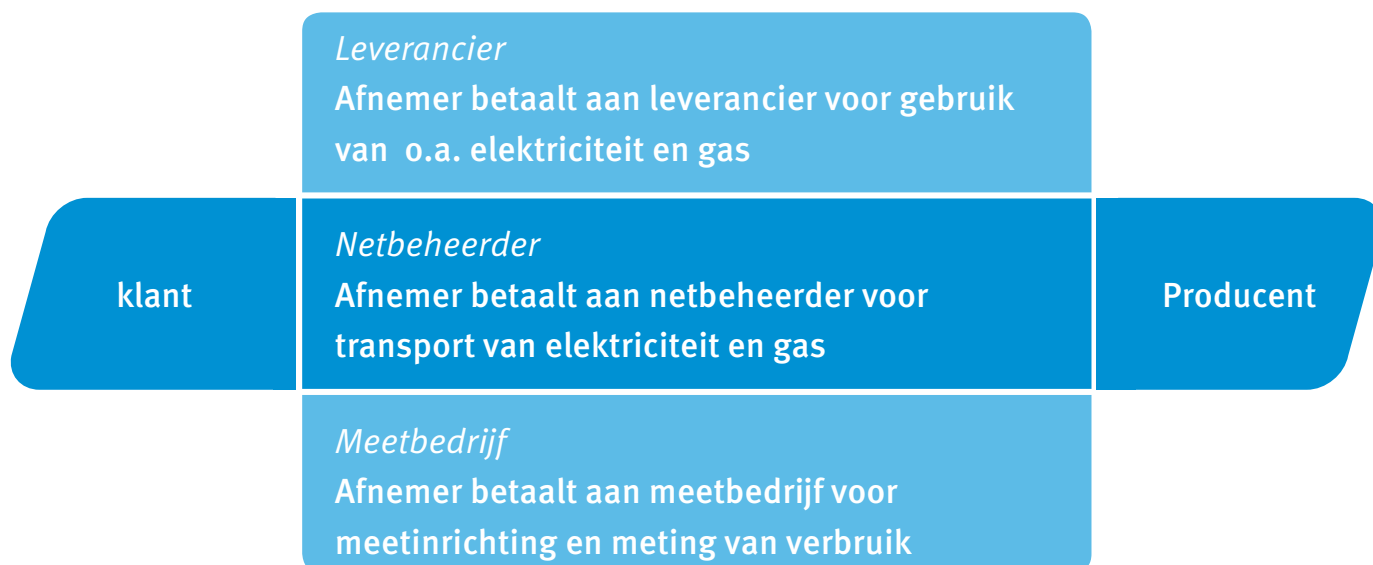 Leverancier
Afnemer betaalt aan leverancier voor gebruik
van o.a. elektriciteit en gas
klant
Netbeheerder
Afnemer betaalt aan netbeheerder voor
transport van elektriciteit en gas
Producent
Meetbedrijf
Afnemer betaalt aan meetbedrijf voor
meetinrichting en meting van verbruik